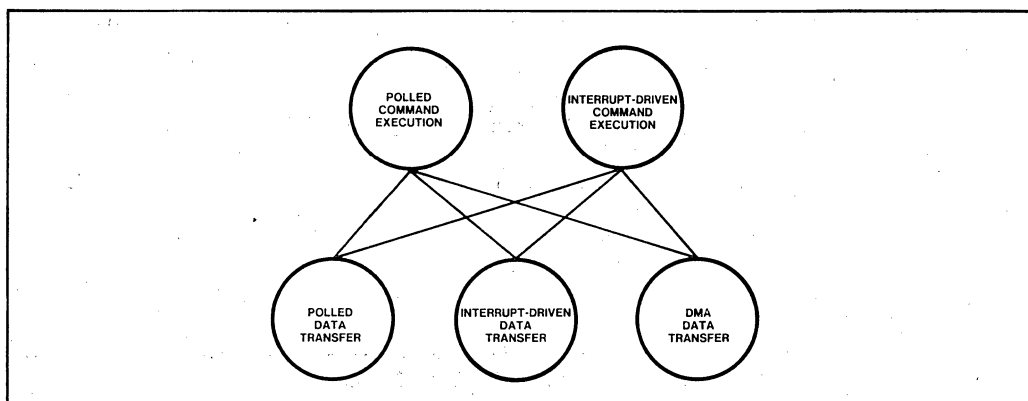 POLLED
COMMAND
EXECUTION
INTERRUPT-DRIVEN
COMMAND
EXECUTION
POLLED
DATA
TRANSFER
INTERRUPT-DRIVEN
DATA
TRANSFER
DMA
DATA
TRANSFER